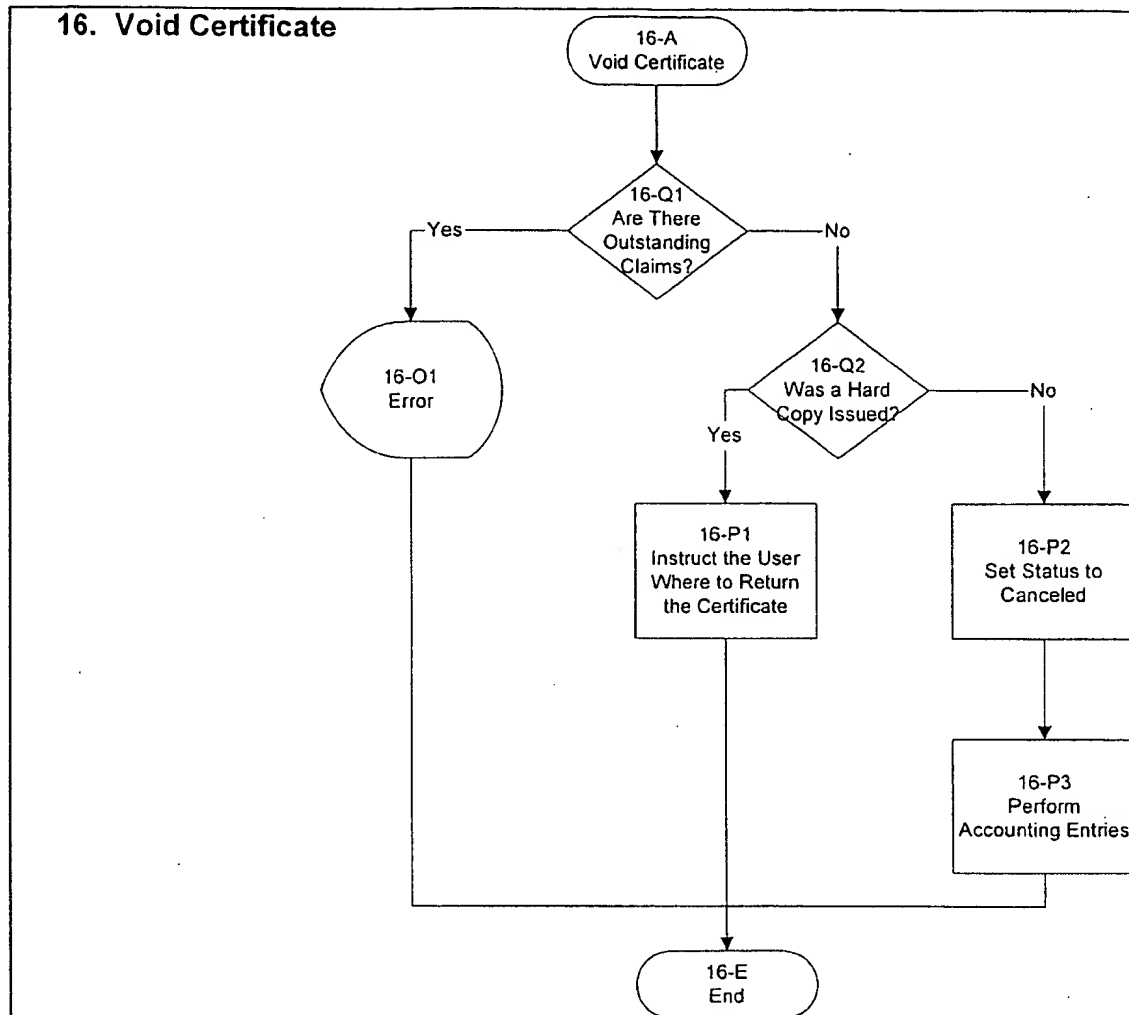 16. Void Certificate
16-A
Void Certificate
16-Q1
Are There
Outstanding
Claims?
Yes
No
16-O1
Error
16-Q2
Was a Hard
Copy Issued?
Yes
No
16-P1
Instruct the User
Where to Return
the Certificate
16-P2
Set Status to
Canceled
16-P3
Perform
Accounting Entries
16-E
End